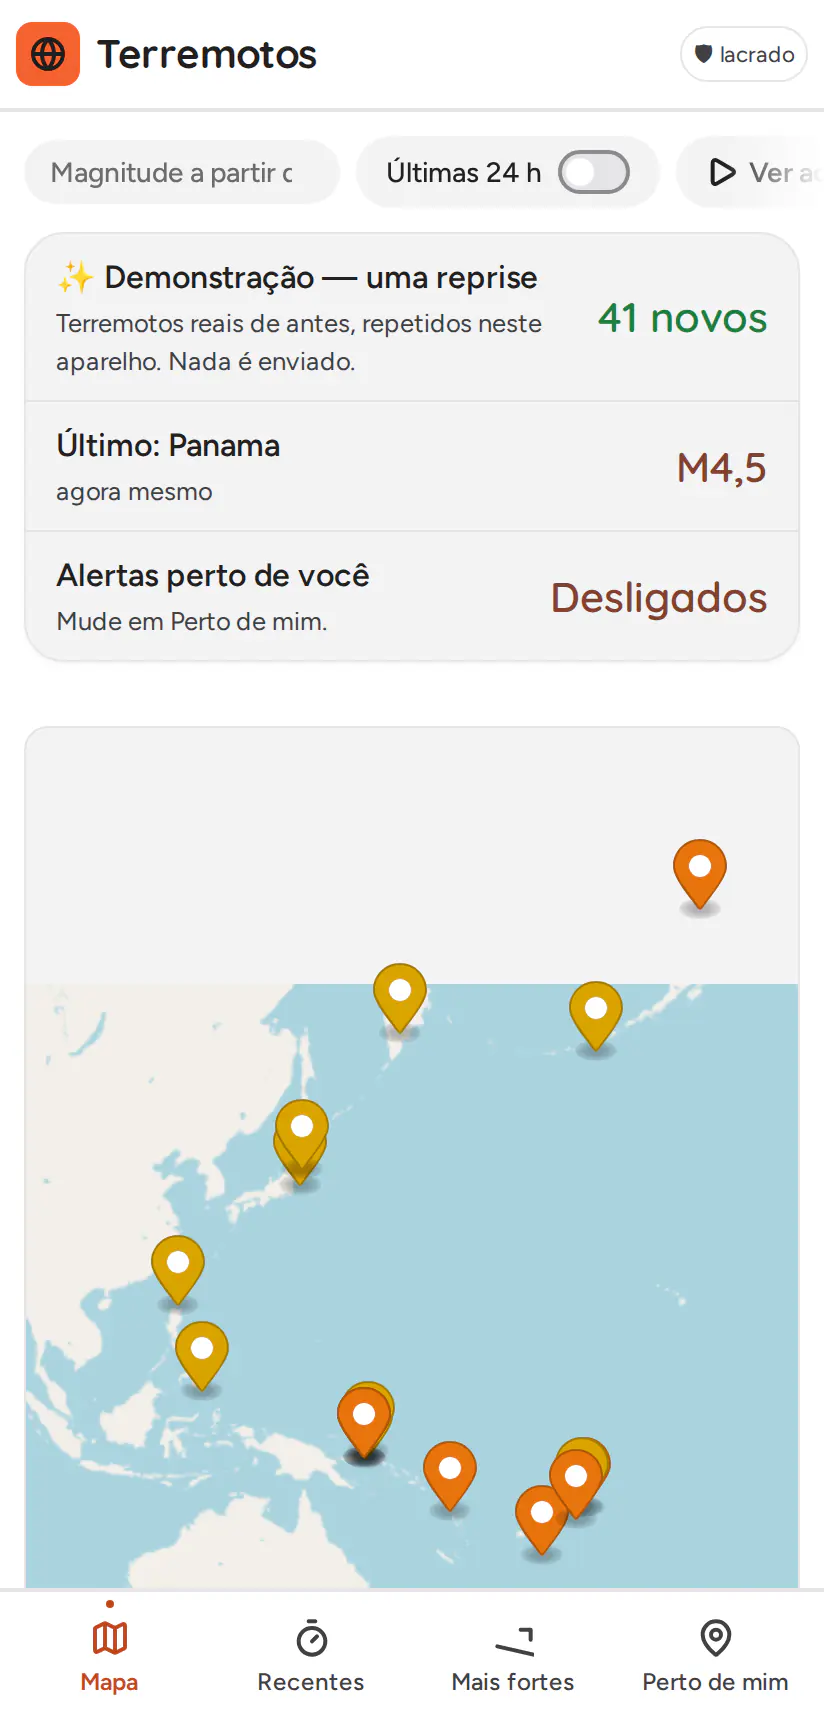 Terremotos
lacrado
Magnitude a partir
Últimas 24 h
Ver
✨ Demonstração — uma reprise
Terremotos reais de antes, repetidos neste
aparelho. Nada é enviado.
41 novos
Último: Panama
agora mesmo
M4,5
Alertas perto de você
Mude em Perto de mim.
Desligados
Mapa
Recentes
Mais fortes
Perto de mim